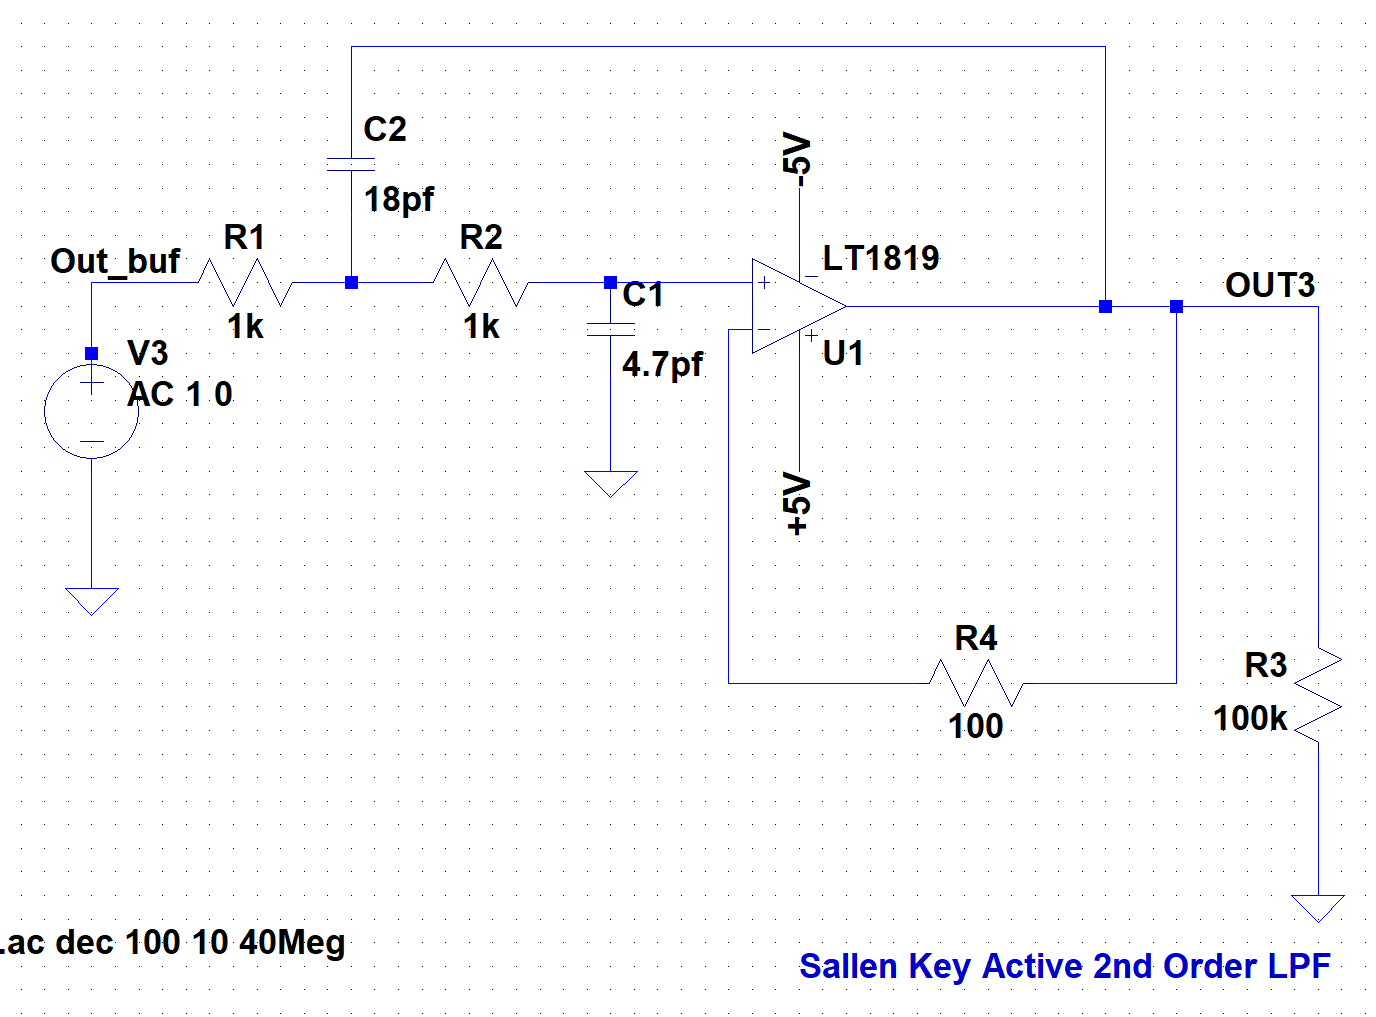 C2
18pf
-5V
Out_buf
R1
R2
LT1819
OUT3
C1
1k
1k
V3
U1
4.7pf
AC 1 0
+5V
R4
R3
100
100k
.ac dec 100 10 40Meg
Sallen Key Active 2nd Order LPF